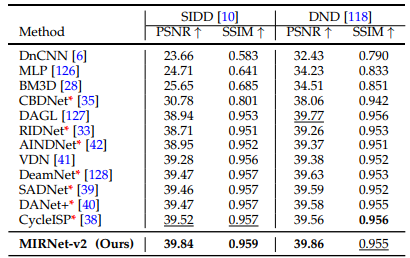 SIDD [10] DND [118]
Method PSNR ↑ SSIM ↑ PSNR ↑ SSIM ↑
DnCNN [6] 23.66 0.583 32.43 0.790
MLP [126] 24.71 0.641 34.23 0.833
BM3D [28] 25.65 0.685 34.51 0.851
CBDNet* [35] 30.78 0.801 38.06 0.942
DAGL [127] 38.94 0.953 39.77 0.956
RIDNet* [33] 38.71 0.951 39.26 0.953
AINDNet* [42] 38.95 0.952 39.37 0.951
VDN [41] 39.28 0.956 39.38 0.952
DeamNet* [128] 39.47 0.957 39.63 0.953
SADNet* [39] 39.46 0.957 39.59 0.952
DANet+* [40] 39.47 0.957 39.58 0.955
CycleISP* [38] 39.52 0.957 39.56 0.956
MIRNet-v2 (Ours) 39.84 0.959 39.86 0.955